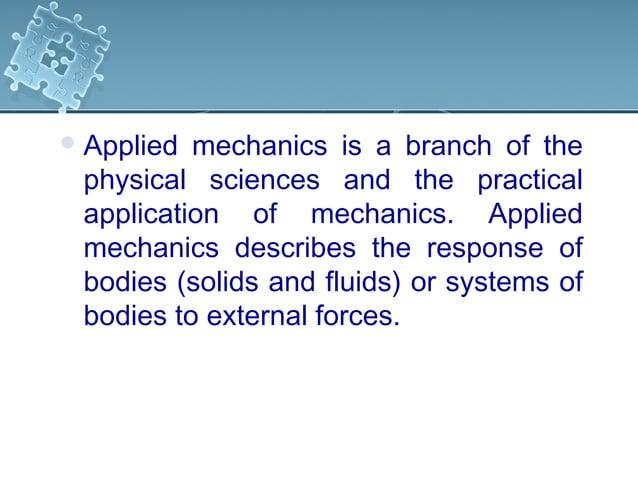 Applied mechanics is a branch of the
physical sciences and the practical
application of mechanics. Applied
mechanics describes the response of
bodies (solids and fluids) or systems of
bodies to external forces.